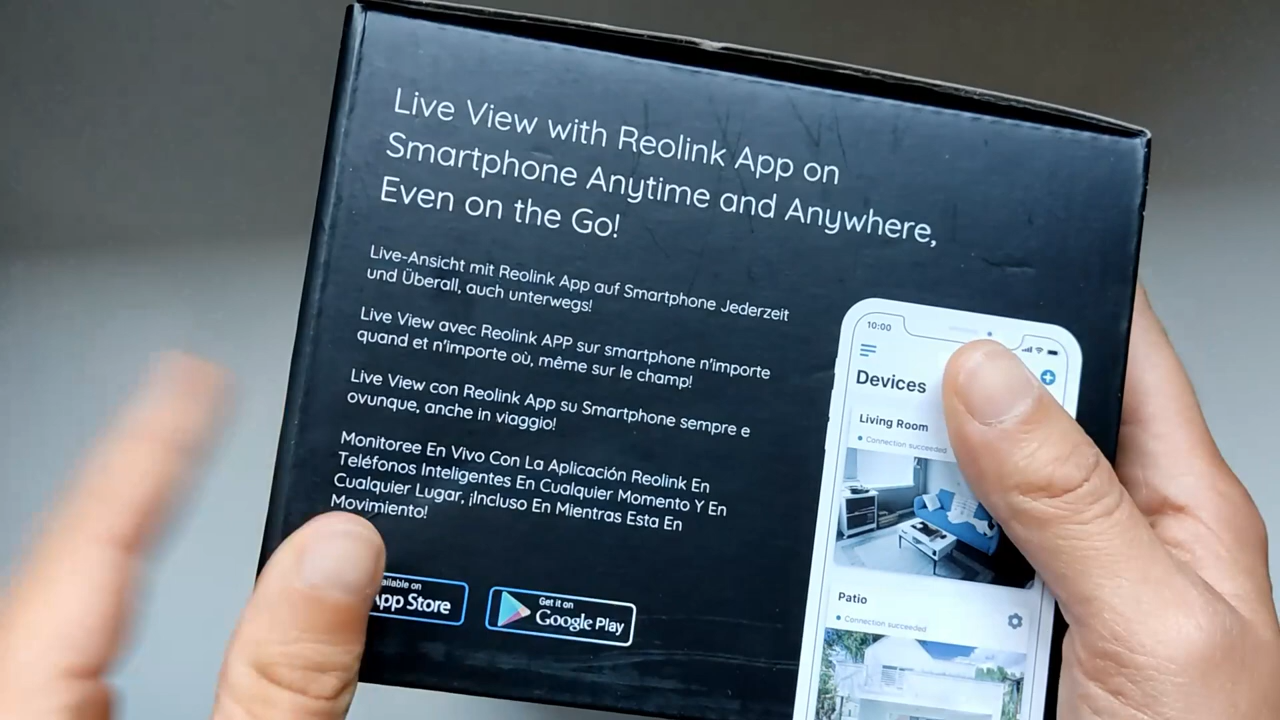 Live View with Reolink App on
Smartphone Anytime and Anywhere,
Even on the Go!
Live-Ansicht mit Reolink App auf Smartphone Jederzeit
und Überall, auch unterwegs!
Live View avec Reolink APP sur smartphone n'importe
quand et n'importe où, même sur le champ!
Live View con Reolink App su Smartphone sempre e
ovunque, anche in viaggio!
Monitoree En Vivo Con La Aplicación Reolink En
Teléfonos Inteligentes En Cualquier Momento Y En
Cualquier Lugar, ¡Incluso En Mientras Esta En
Movimiento!
on
App Store
Get it on
Google Play
10:00
Devices
Living Room
Connection succeeded
Patio
Connection succeeded